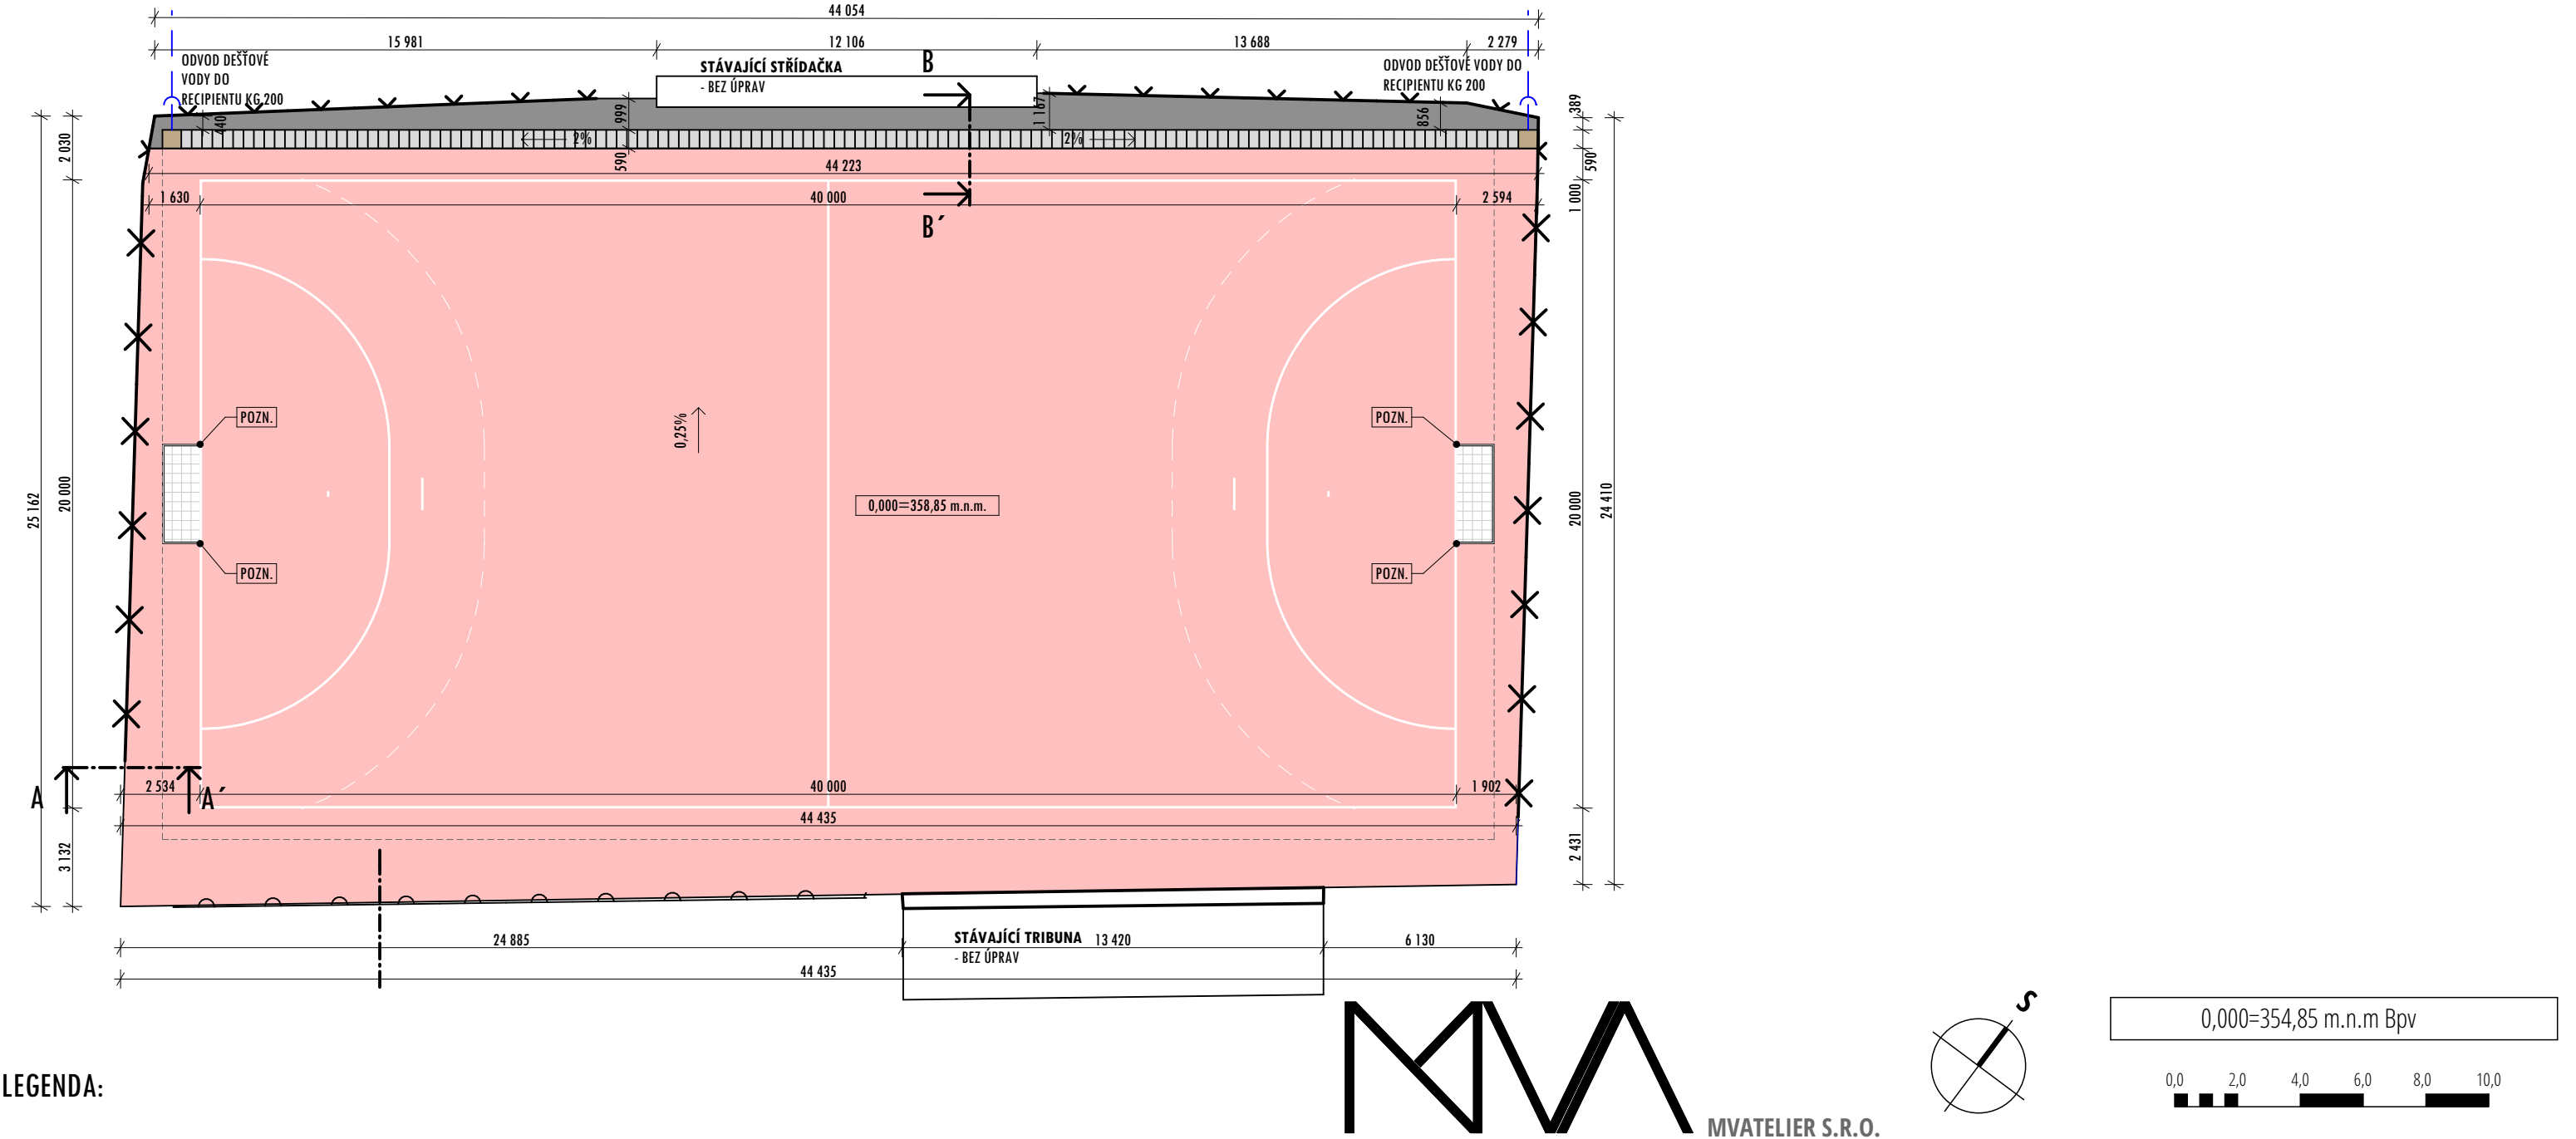 44 054
15 981
12 106
13 688
2 279
ODVOD DEŠŤOVÉ
VODY DO
RECIPIENTU KG 200
STÁVAJÍCÍ STŘÍDAČKA
- BEZ ÚPRAV
B
ODVOD DEŠŤOVÉ VODY DO
RECIPIENTU KG 200
440
999
1 167
856
389
2%
2%
590
590
2 030
44 223
1 630
40 000
2 594
1 000
B´
POZN.
POZN.
0,25%
25 162
20 000
0,000=358,85 m.n.m.
20 000
24 410
POZN.
POZN.
A
2 534
A´
40 000
1 902
44 435
3 132
2 431
24 885
STÁVAJÍCÍ TRIBUNA
- BEZ ÚPRAV
13 420
6 130
44 435
S
0,000=354,85 m.n.m Bpv
LEGENDA:
0,0
2,0
4,0
6,0
8,0
10,0
MVA
MVATELIER S.R.O.